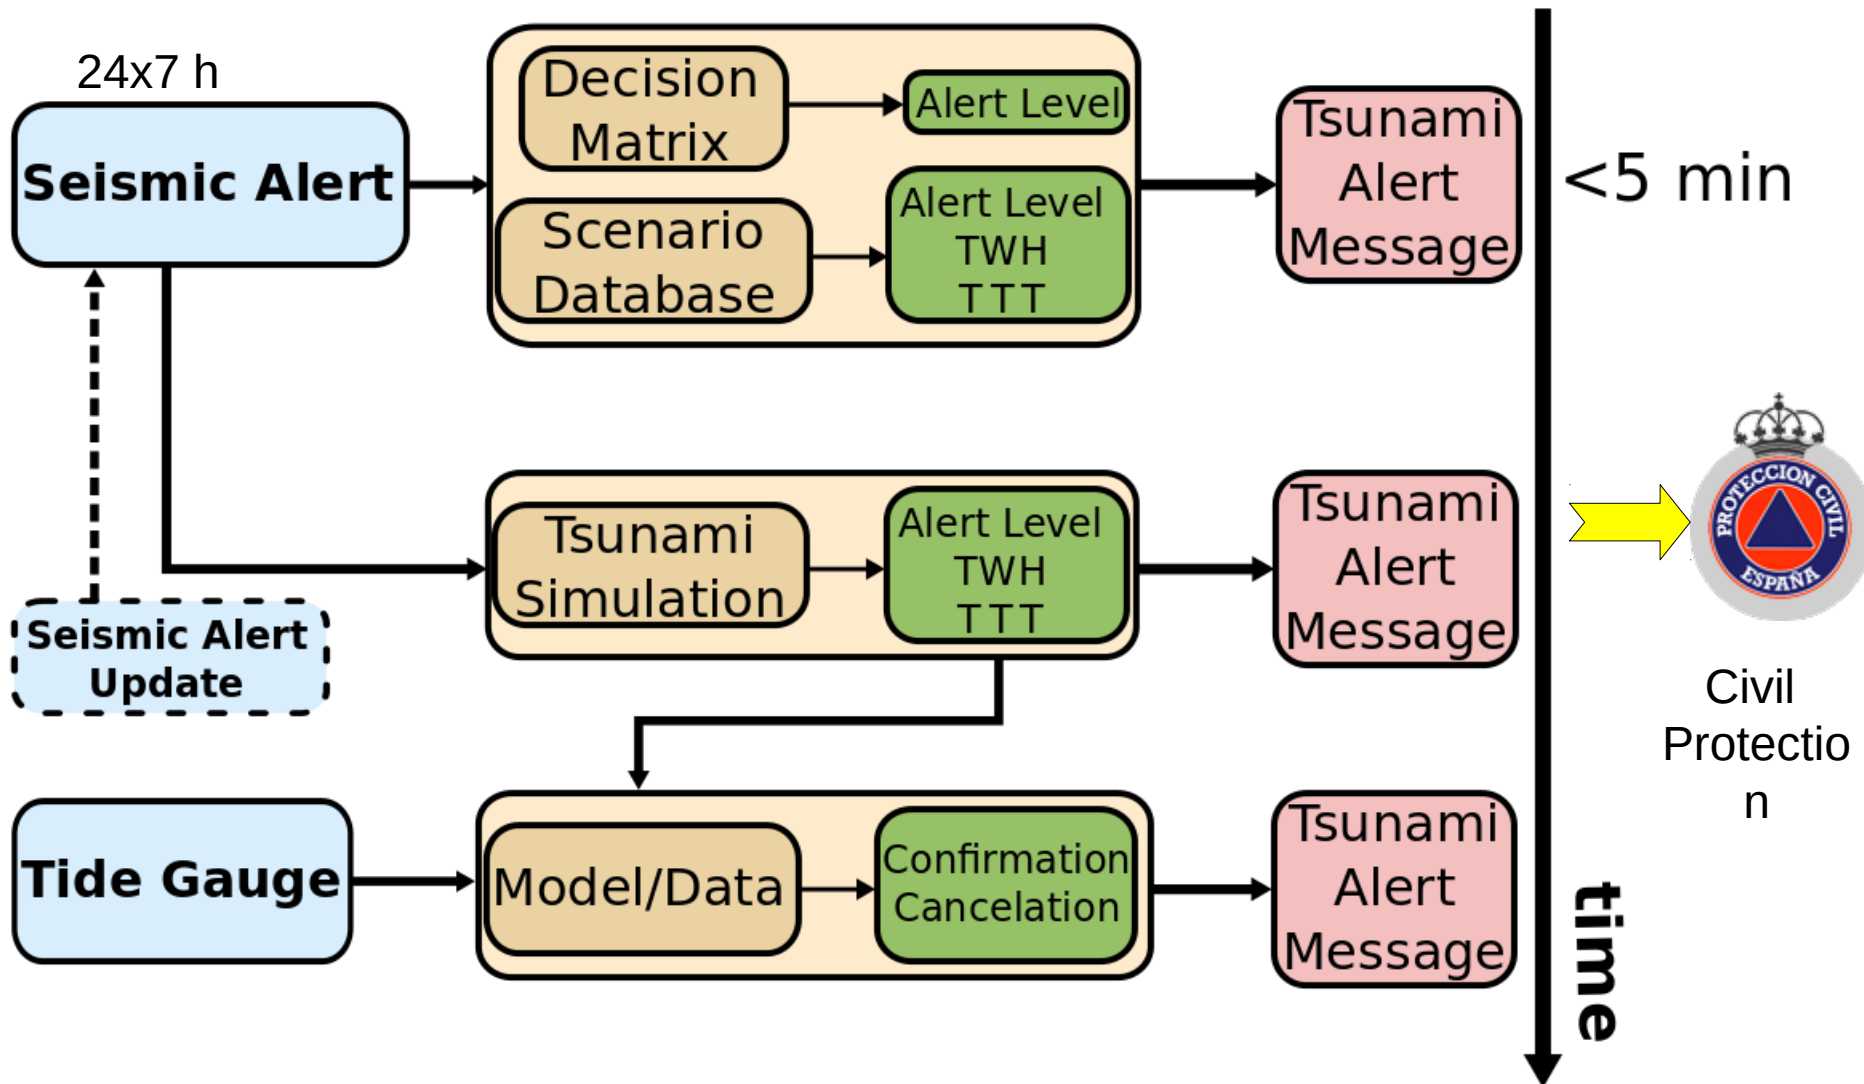 24x7 h
Seismic Alert
Decision
Matrix
Alert Level
Scenario
Database
Alert Level
TWH
TTT
Tsunami
Alert
Message
<5 min
Tsunami
Simulation
Alert Level
TWH
TTT
Tsunami
Alert
Message
PROTECCION CIVIL
ESPAÑA
Civil
Protectio
n
Seismic Alert
Update
Tide Gauge
Model/Data
Confirmation
Cancelation
Tsunami
Alert
Message
time